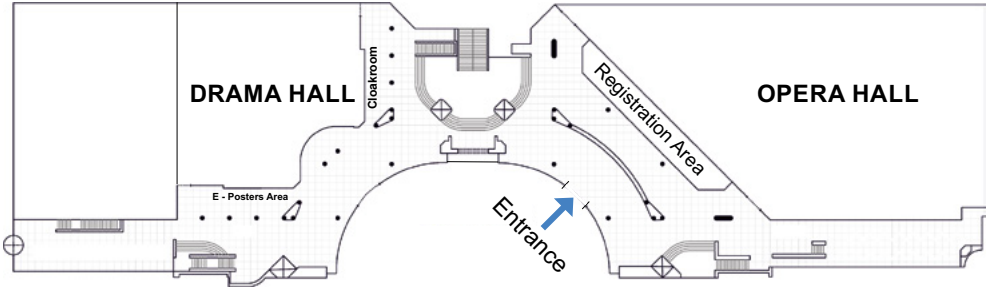 DRAMA HALL
Cloakroom
E - Posters Area
Registration Area
OPERA HALL
Entrance